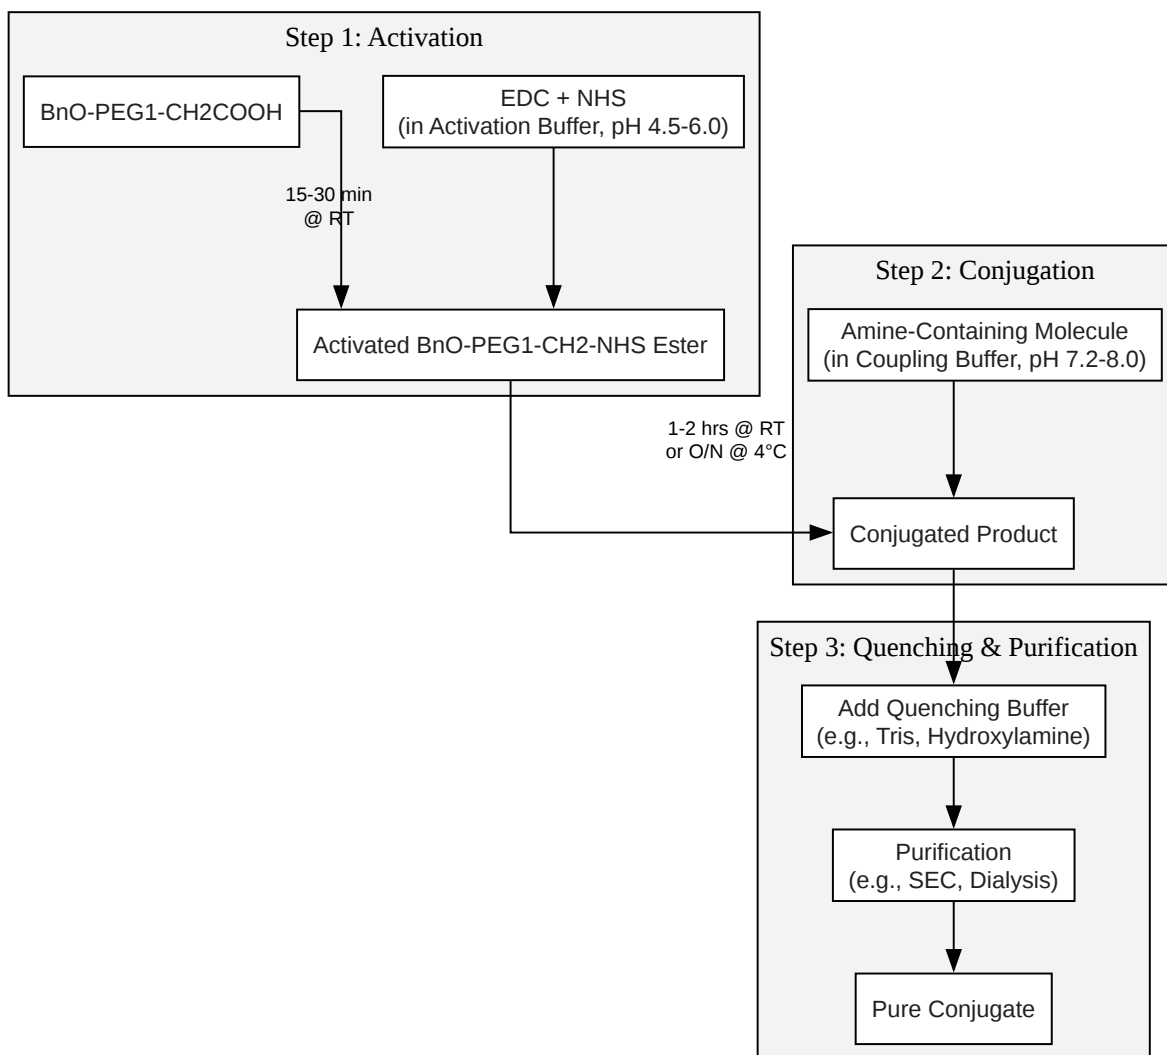 Step 1: Activation
BnO-PEG1-CH2COOH
EDC + NHS
(in Activation Buffer, pH 4.5-6.0)
15-30 min
@ RT
Activated BnO-PEG1-CH2-NHS Ester
Step 2: Conjugation
Amine-Containing Molecule
(in Coupling Buffer, pH 7.2-8.0)
1-2 hrs @ RT
or O/N @ 4°C
Conjugated Product
Step 3: Quenching & Purification
Add Quenching Buffer
(e.g., Tris, Hydroxylamine)
Purification
(e.g., SEC, Dialysis)
Pure Conjugate